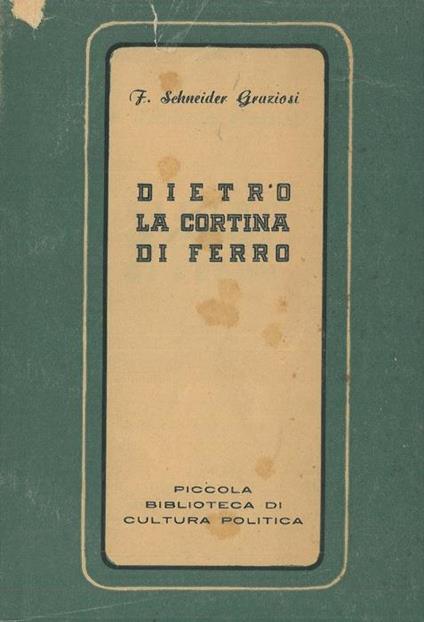 F. Schneider Graziosi
DIETRO
LA CORTINA
DI FERRO
PICCOLA
BIBLIOTECA DI
CULTURA POLITICA